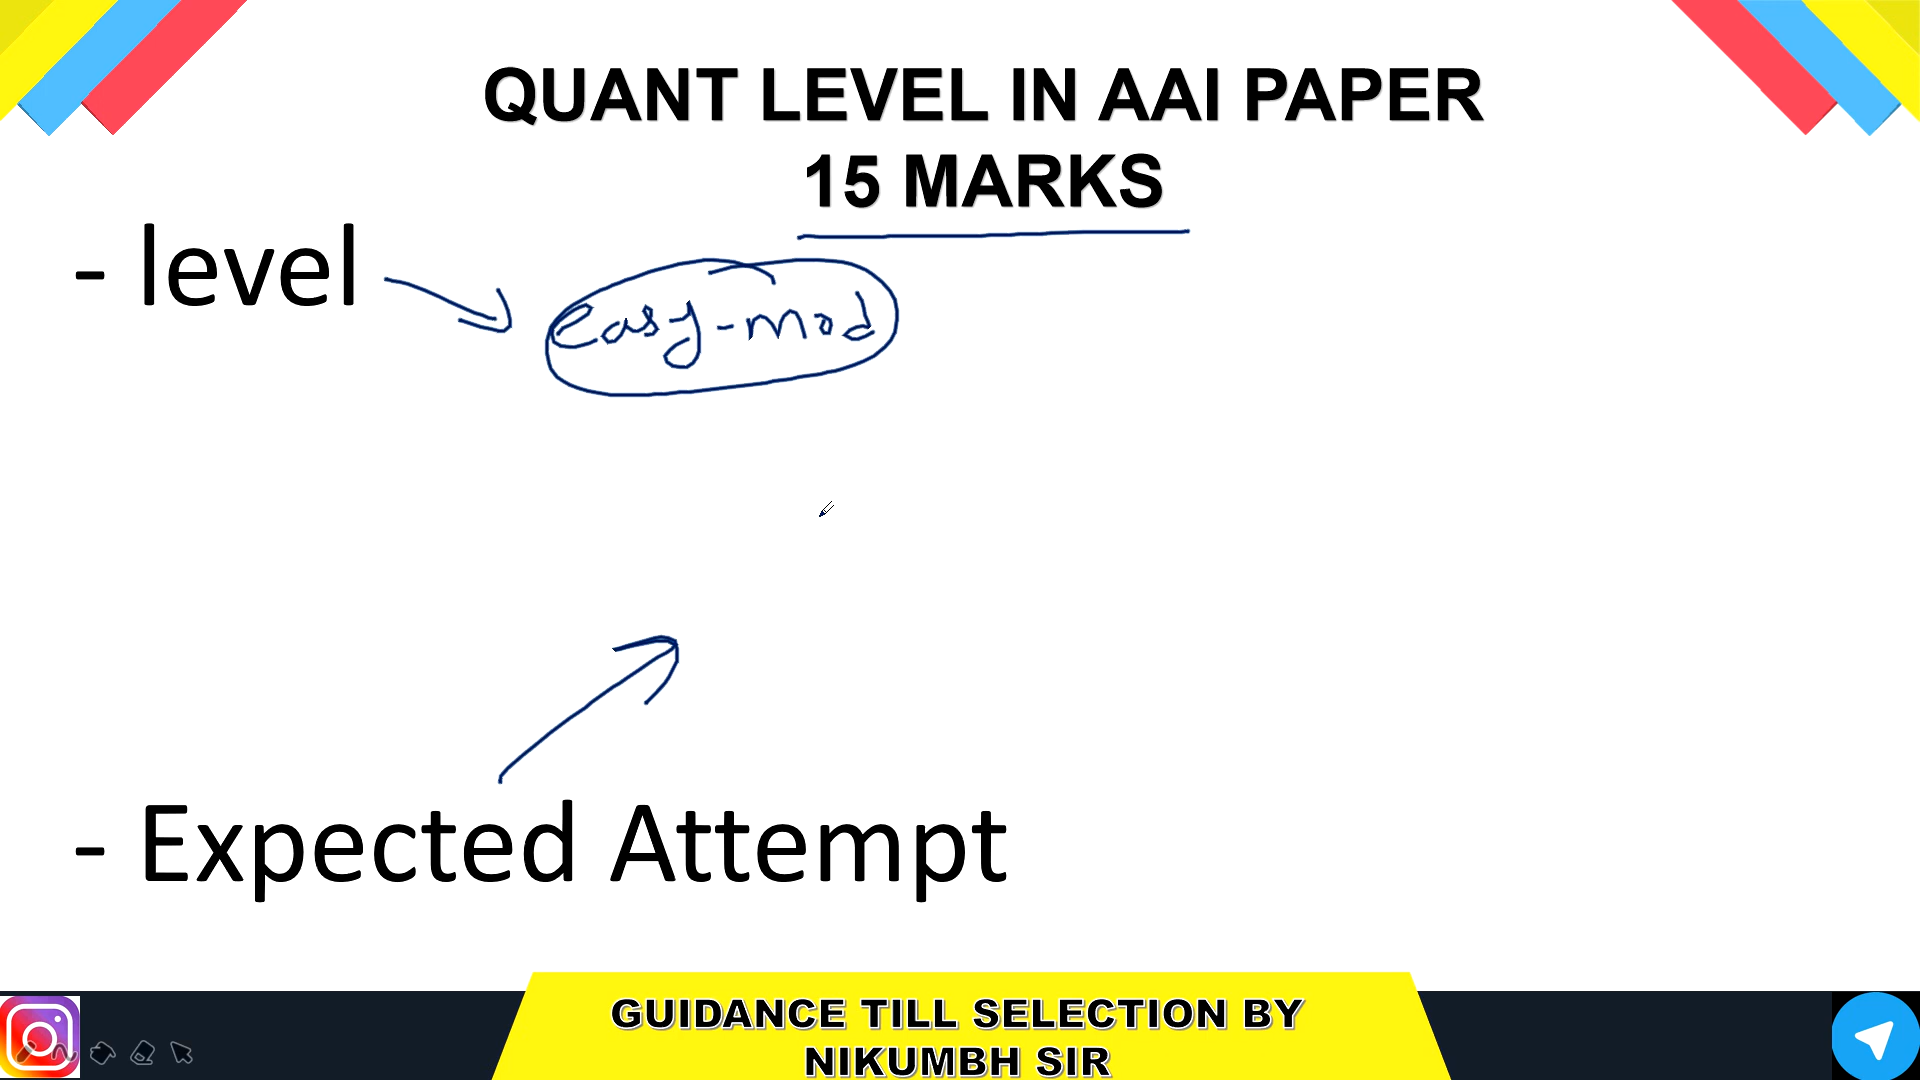 QUANT LEVEL IN AAI PAPER
15 MARKS
- level
easy-mod
- Expected Attempt
GUIDANCE TILL SELECTION BY
NIKUMBH SIR